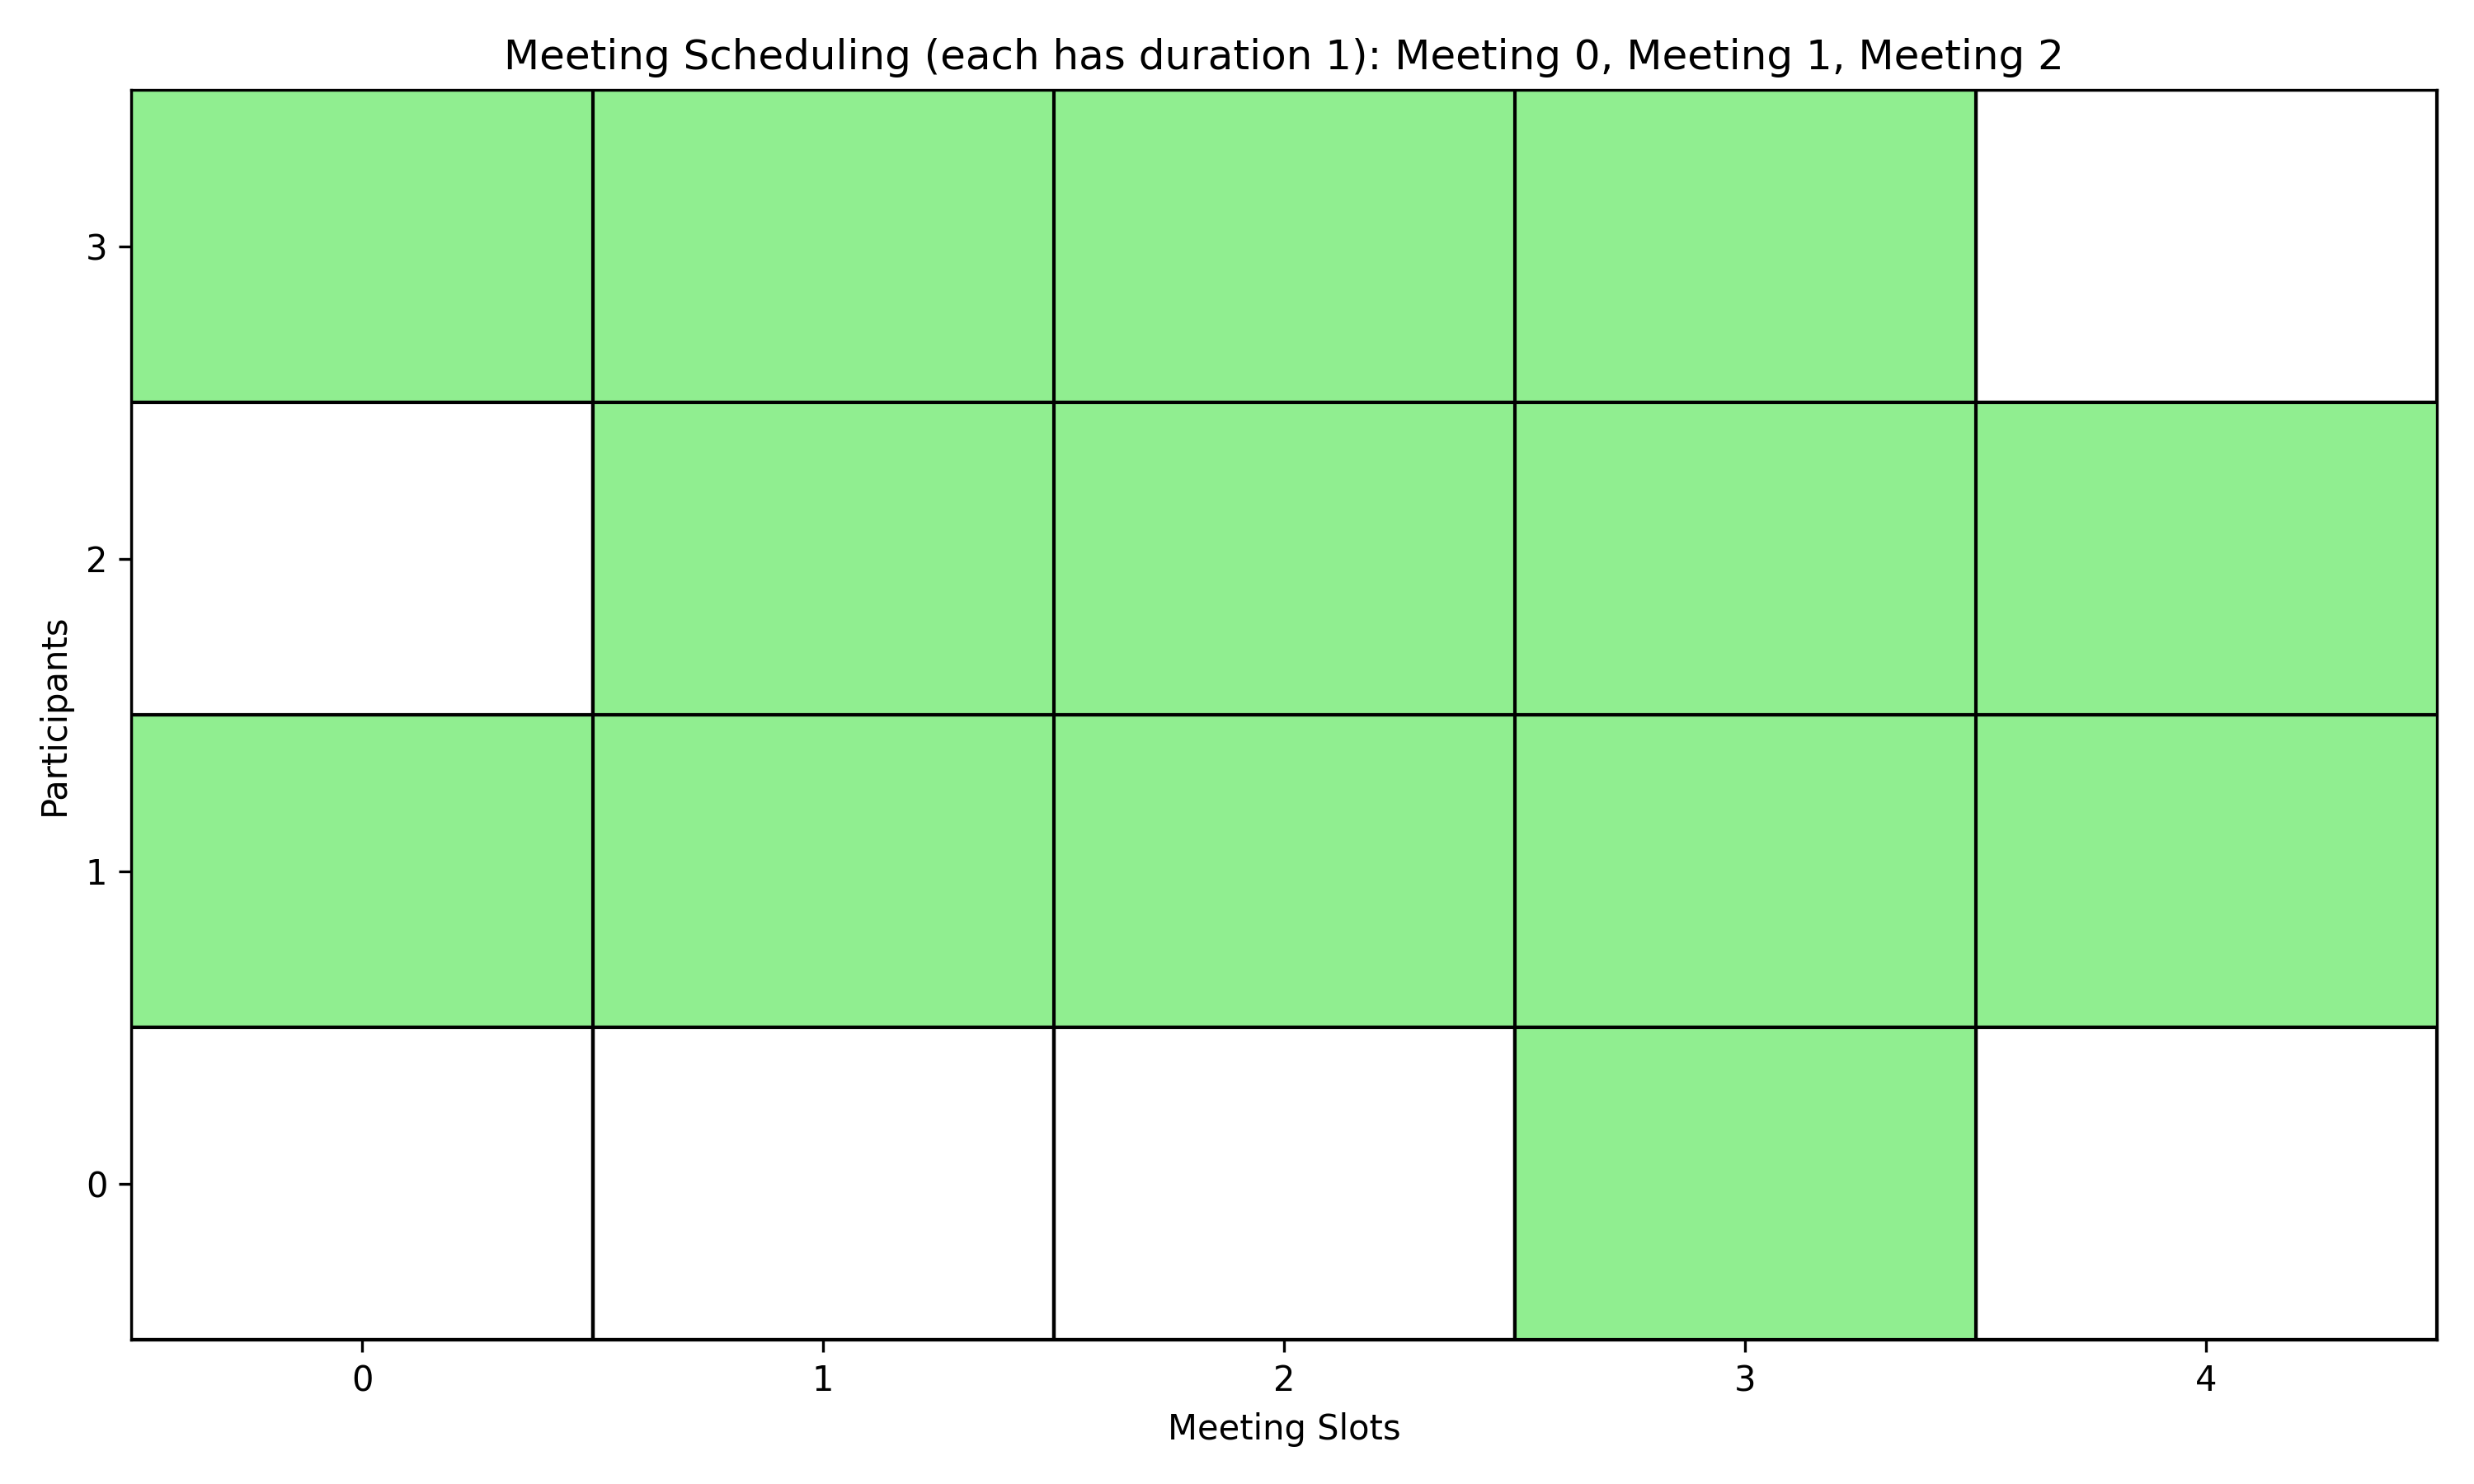 Meeting Scheduling (each has duration 1): Meeting 0, Meeting 1, Meeting 2
3
2
1
0
Participants
0 1 2 3 4
Meeting Slots